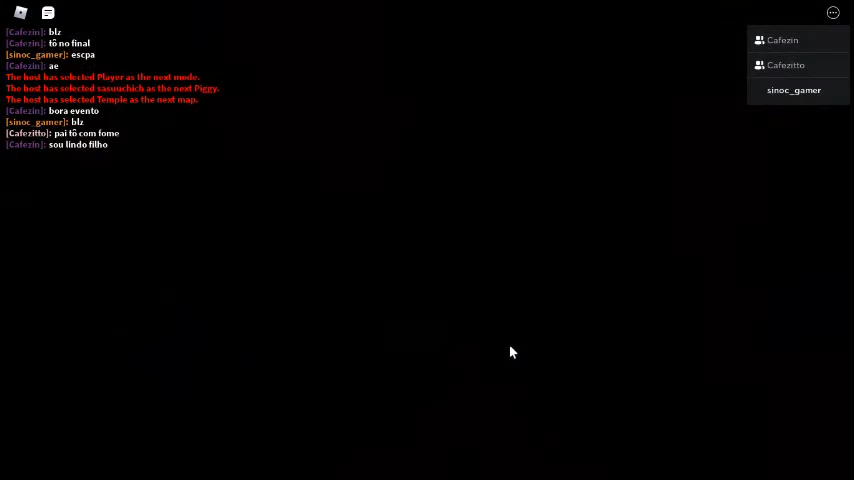 [Cafezin]: blz
[Cafezin]: tô no final
[sinoc_gamer]: escpa
[Cafezin]: ae
The host has selected Player as the next mode.
The host has selected sasuuchich as the next Piggy.
The host has selected Temple as the next map.
[Cafezin]: bora evento
[sinoc_gamer]: blz
[Cafezitto]: pai tô com fome
[Cafezin]: sou lindo filho
Cafezin
Cafezitto
sinoc_gamer